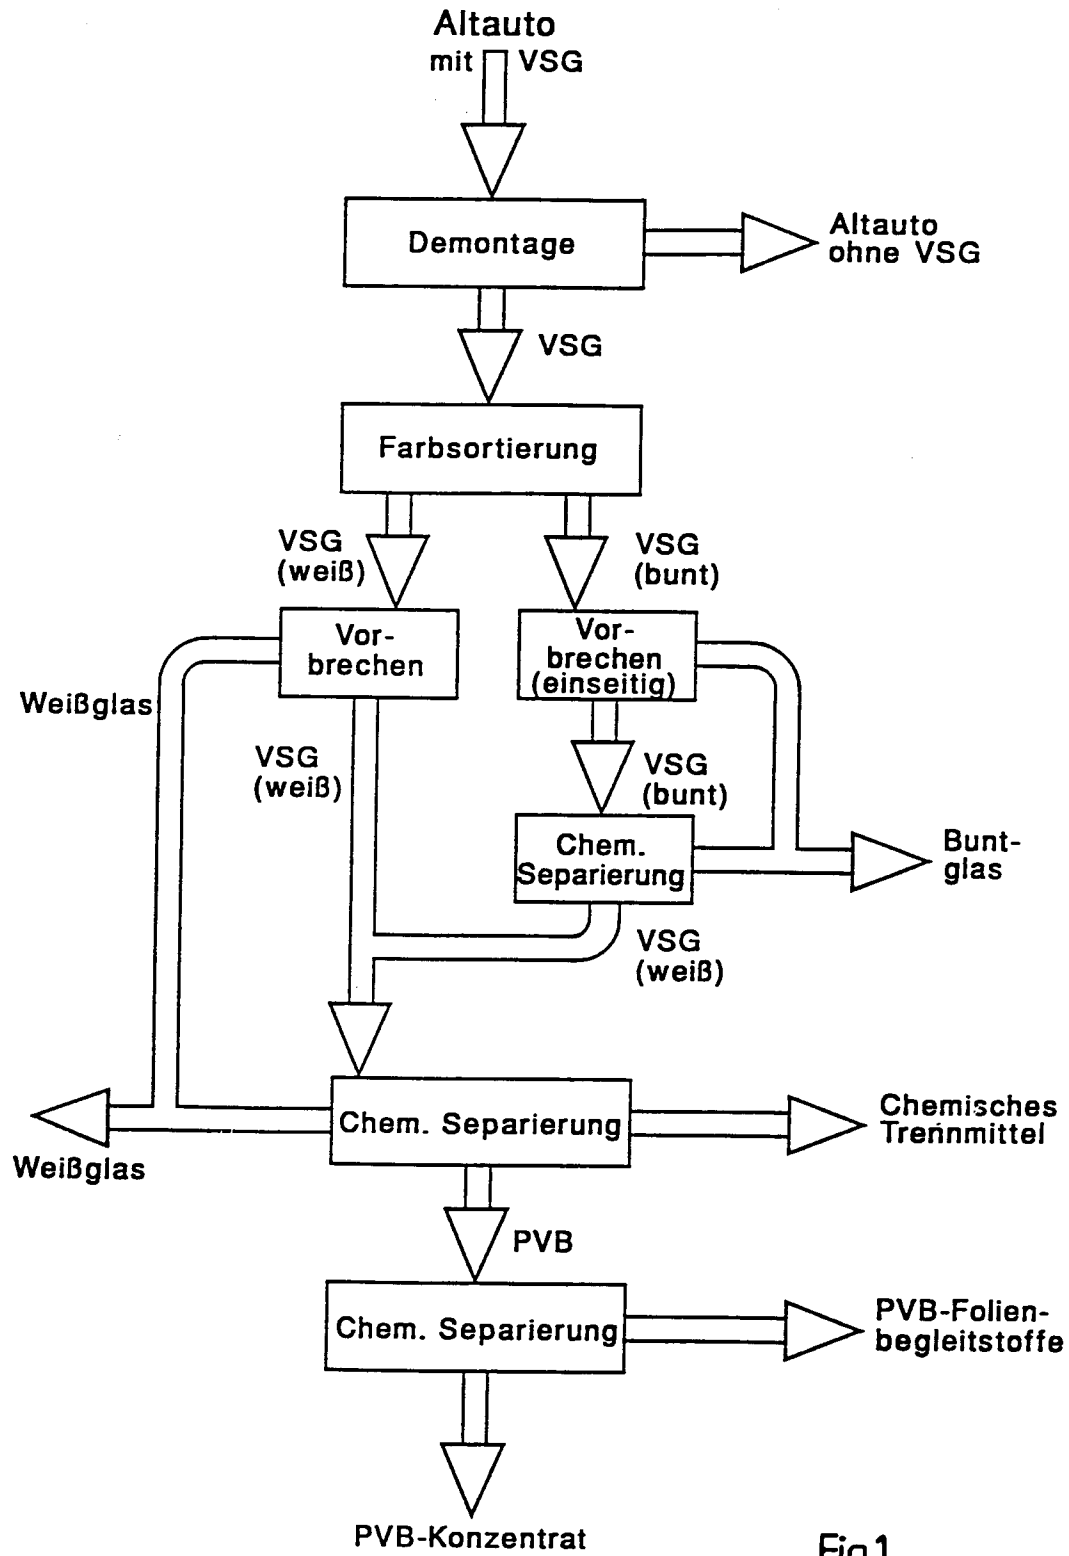 Altauto
mit VSG
Demontage
Altauto
ohne VSG
VSG
Farbsortierung
VSG
(weiß)
VSG
(bunt)
Vor-
brechen
Vor-
brechen
(einseitig)
Weißglas
VSG
(weiß)
VSG
(bunt)
Chem.
Separierung
Bunt-
glas
VSG
(weiß)
Chem. Separierung
Chemisches
Trennmittel
Weißglas
PVB
Chem. Separierung
PVB-Folien-
begleitstoffe
PVB-Konzentrat
Fig.1